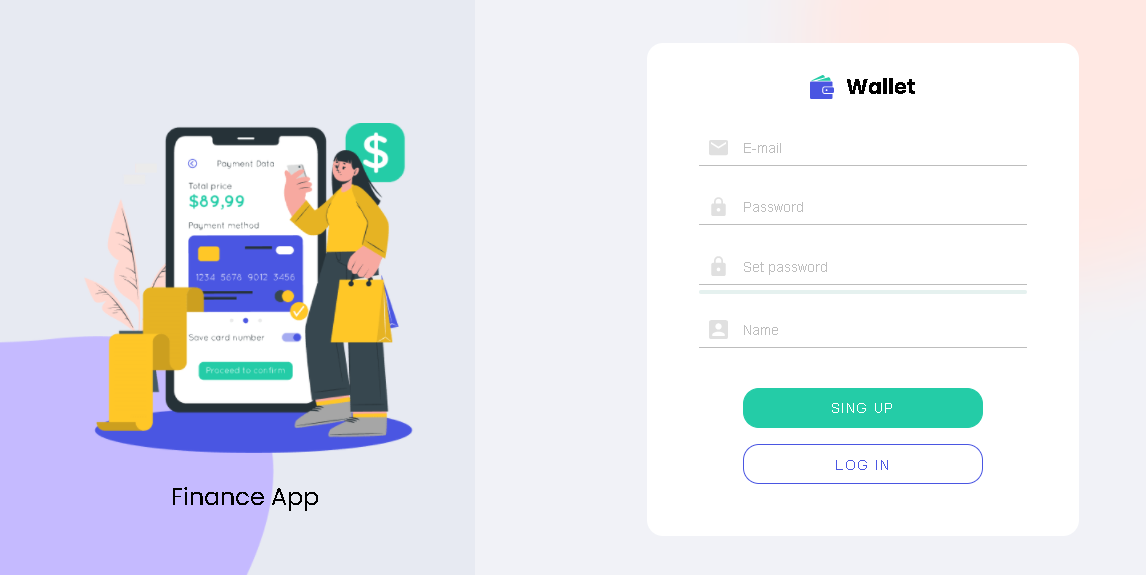 Payment Data
Total price
$89,99
Payment method
1234 5678 9012 3456
Save card number
Proceed to confirm
$
Finance App
Wallet
E-mail
Password
Set password
Name
SING UP
LOG IN